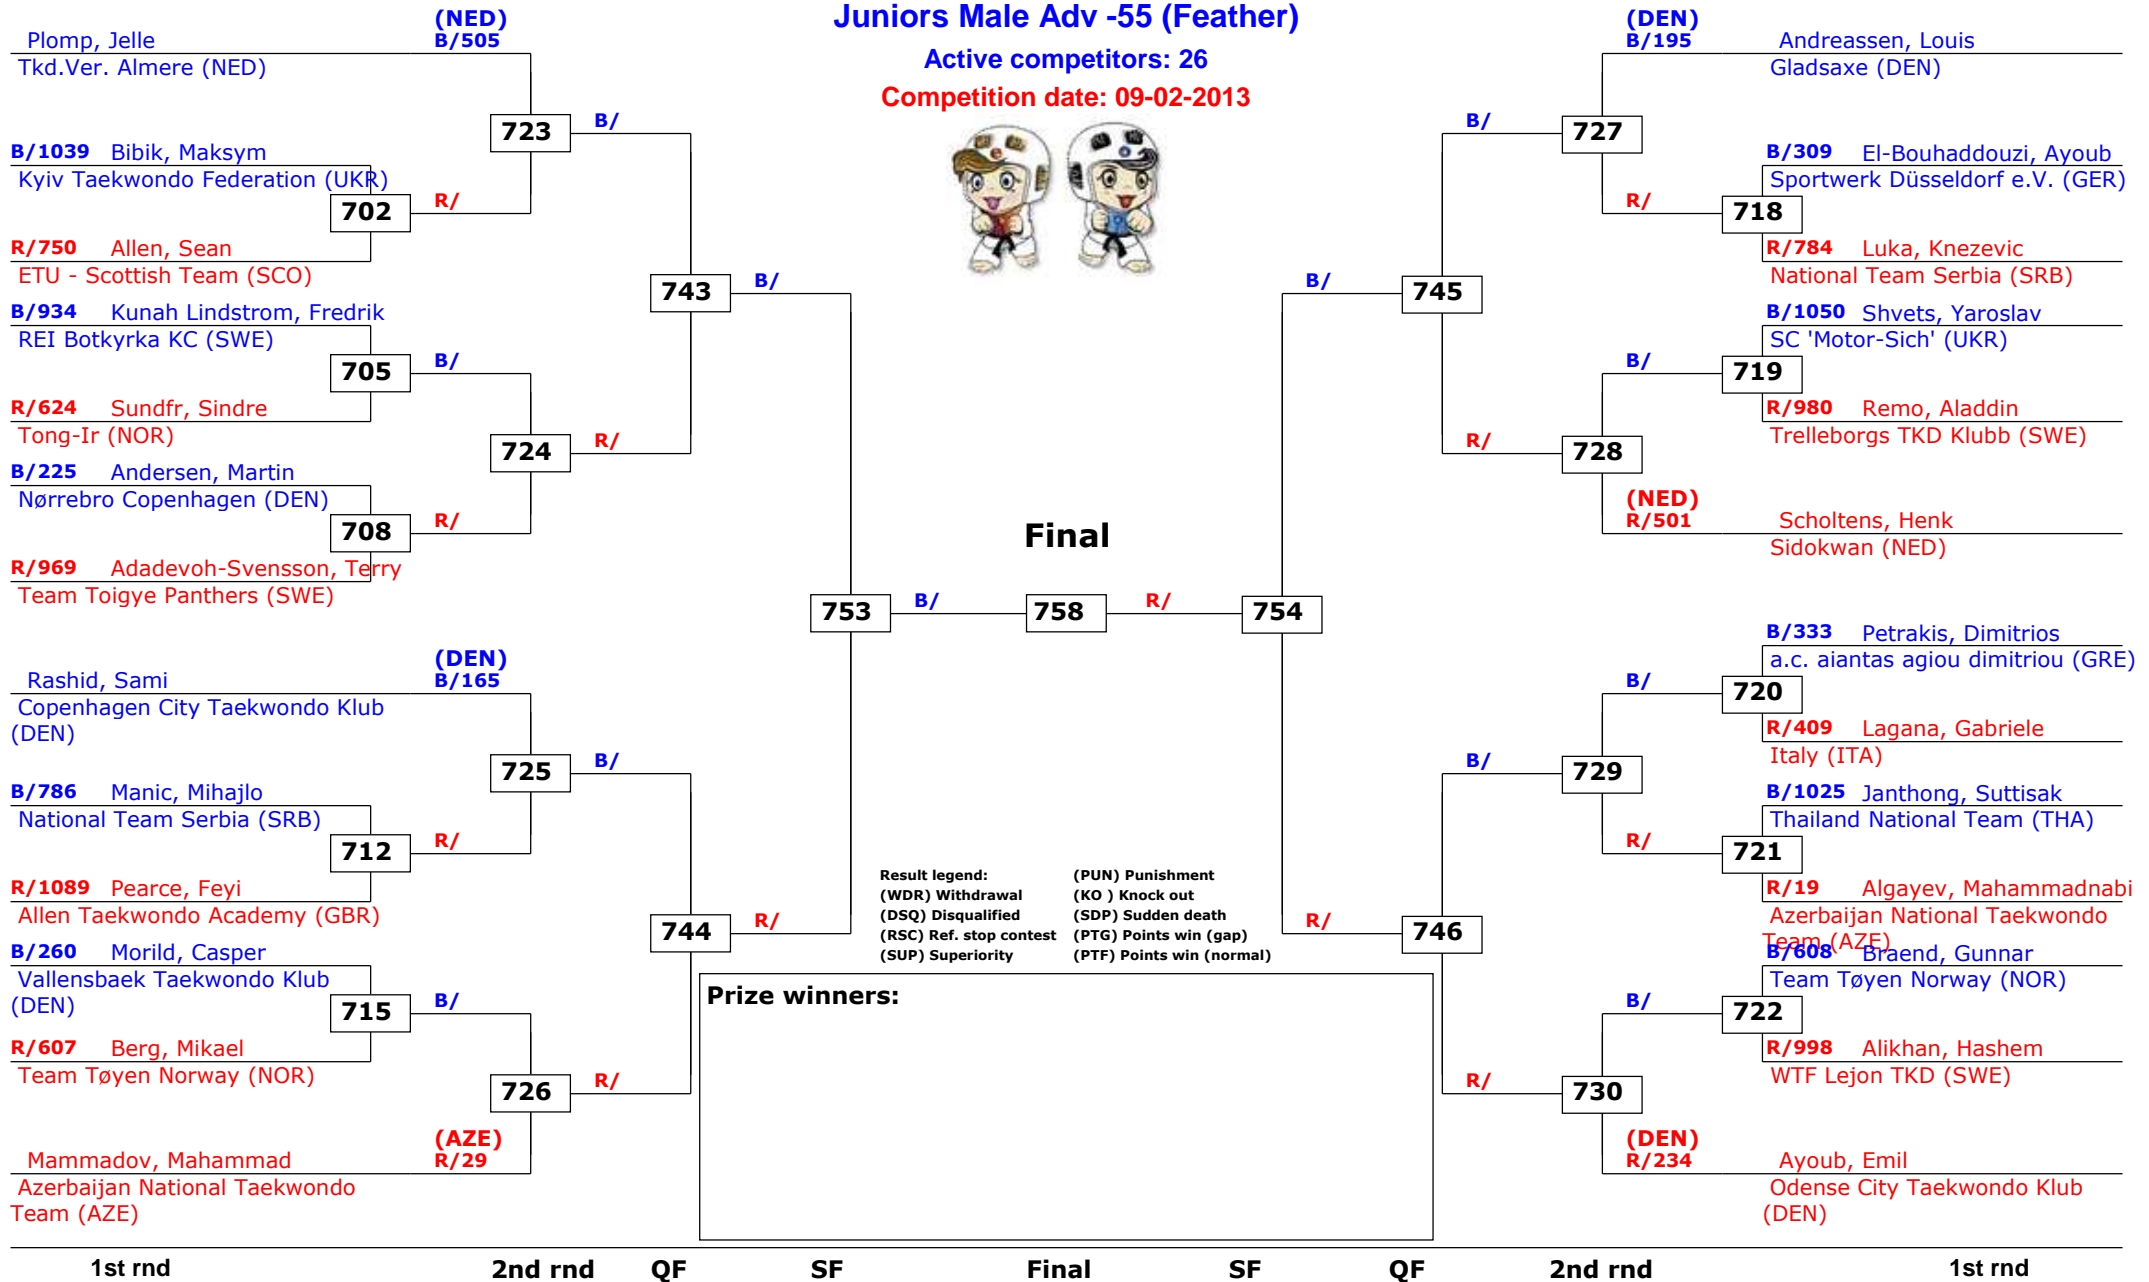 Juniors Male Adv -55 (Feather)
Active competitors: 26
Competition date: 09-02-2013
(NED)
Plomp, Jelle B/505
Tkd.Ver. Almere (NED)
723 B/
B/1039 Bibik, Maksym
Kyiv Taekwondo Federation (UKR)
702 R/
R/750 Allen, Sean
ETU - Scottish Team (SCO)
743 B/
B/934 Kunah Lindstrom, Fredrik
REI Botkyrka KC (SWE)
705 B/
R/624 Sundfr, Sindre
Tong-Ir (NOR)
724 R/
B/225 Andersen, Martin
Nørrebro Copenhagen (DEN)
708 R/
R/969 Adadevoh-Svensson, Terry
Team Toigye Panthers (SWE)
753 B/
(DEN)
Rashid, Sami B/165
Copenhagen City Taekwondo Klub
(DEN)
725 B/
B/786 Manic, Mihajlo
National Team Serbia (SRB)
712 R/
R/1089 Pearce, Feyi
Allen Taekwondo Academy (GBR)
744 R/
B/260 Morild, Casper
Vallensbaek Taekwondo Klub
(DEN)
715 B/
R/607 Berg, Mikael
Team Tøyen Norway (NOR)
726 R/
(AZE)
Mammadov, Mahammad R/29
Azerbaijan National Taekwondo
Team (AZE)
Final
758
(DEN)
B/195 Andreassen, Louis
Gladsaxe (DEN)
B/ 727
B/309 El-Bouhaddouzi, Ayoub
Sportwerk Düsseldorf e.V. (GER)
R/ 718
R/784 Luka, Knezevic
National Team Serbia (SRB)
B/ 745
B/1050 Shvets, Yaroslav
SC 'Motor-Sich' (UKR)
B/ 719
R/980 Remo, Aladdin
Trelleborgs TKD Klubb (SWE)
R/ 728
(NED)
R/501 Scholtens, Henk
Sidokwan (NED)
R/ 754
B/333 Petrakis, Dimitrios
a.c. aiantas agiou dimitriou (GRE)
B/ 720
R/409 Lagana, Gabriele
Italy (ITA)
B/ 729
B/1025 Janthong, Suttisak
Thailand National Team (THA)
R/ 721
R/19 Algayev, Mahammadnabi
Azerbaijan National Taekwondo
Team (AZE)
R/ 746
B/608 Braend, Gunnar
Team Tøyen Norway (NOR)
B/ 722
R/998 Alikhan, Hashem
WTF Lejon TKD (SWE)
R/ 730
(DEN)
R/234 Ayoub, Emil
Odense City Taekwondo Klub
(DEN)
Result legend: (PUN) Punishment
(WDR) Withdrawal (KO ) Knock out
(DSQ) Disqualified (SDP) Sudden death
(RSC) Ref. stop contest (PTG) Points win (gap)
(SUP) Superiority (PTF) Points win (normal)
Prize winners:
1st rnd 2nd rnd QF SF Final SF QF 2nd rnd 1st rnd